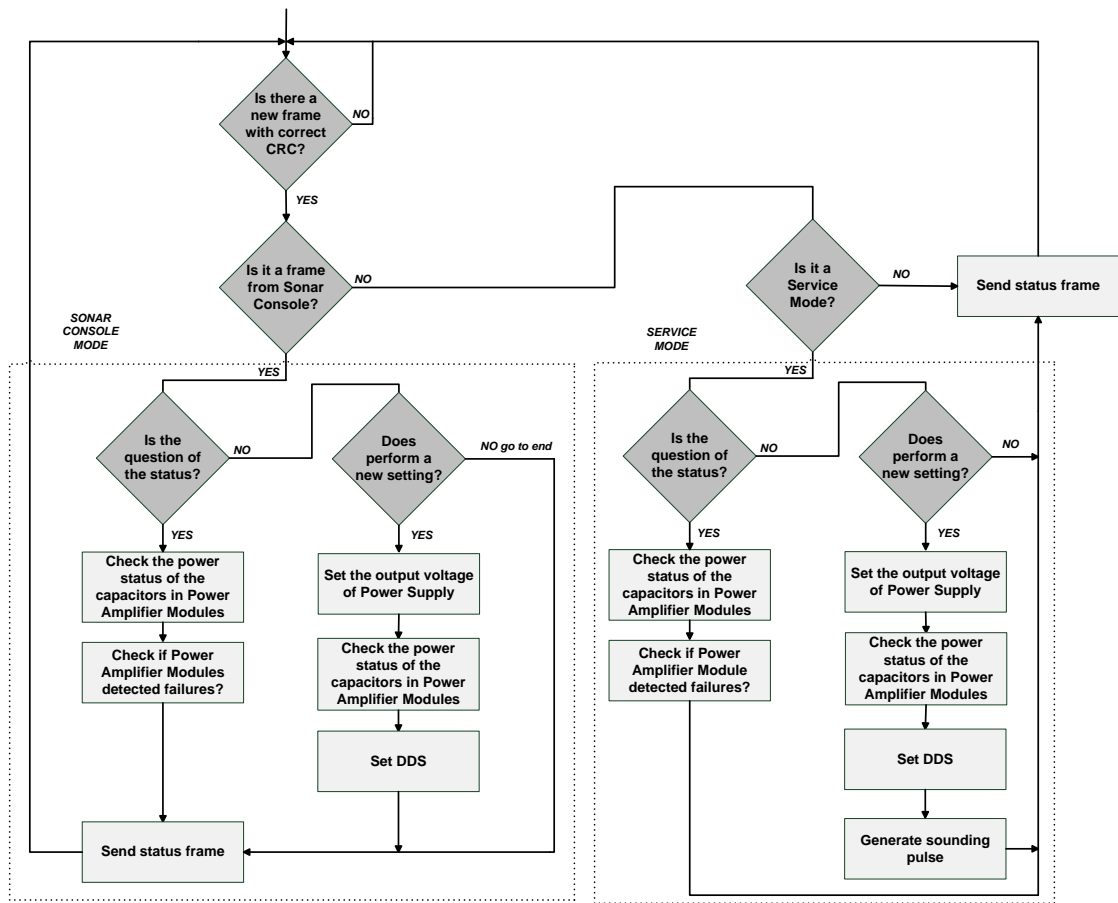 Is there a
new frame
with correct
CRC?
NO
YES
Is it a frame
from Sonar
Console?
NO
Is it a
Service
Mode?
NO
Send status frame
SONAR
CONSOLE
MODE
YES
SERVICE
MODE
YES
Is the
question of
the status?
NO
Does
perform a
new setting?
NO go to end
YES
YES
Check the power
status of the
capacitors in Power
Amplifier Modules
Set the output voltage
of Power Supply
Check if Power
Amplifier Modules
detected failures?
Check the power
status of the
capacitors in Power
Amplifier Modules
Set DDS
Send status frame
Is the
question of
the status?
NO
Does
perform a
new setting?
NO
YES
YES
Check the power
status of the
capacitors in Power
Amplifier Modules
Set the output voltage
of Power Supply
Check if Power
Amplifier Module
detected failures?
Check the power
status of the
capacitors in Power
Amplifier Modules
Set DDS
Generate sounding
pulse